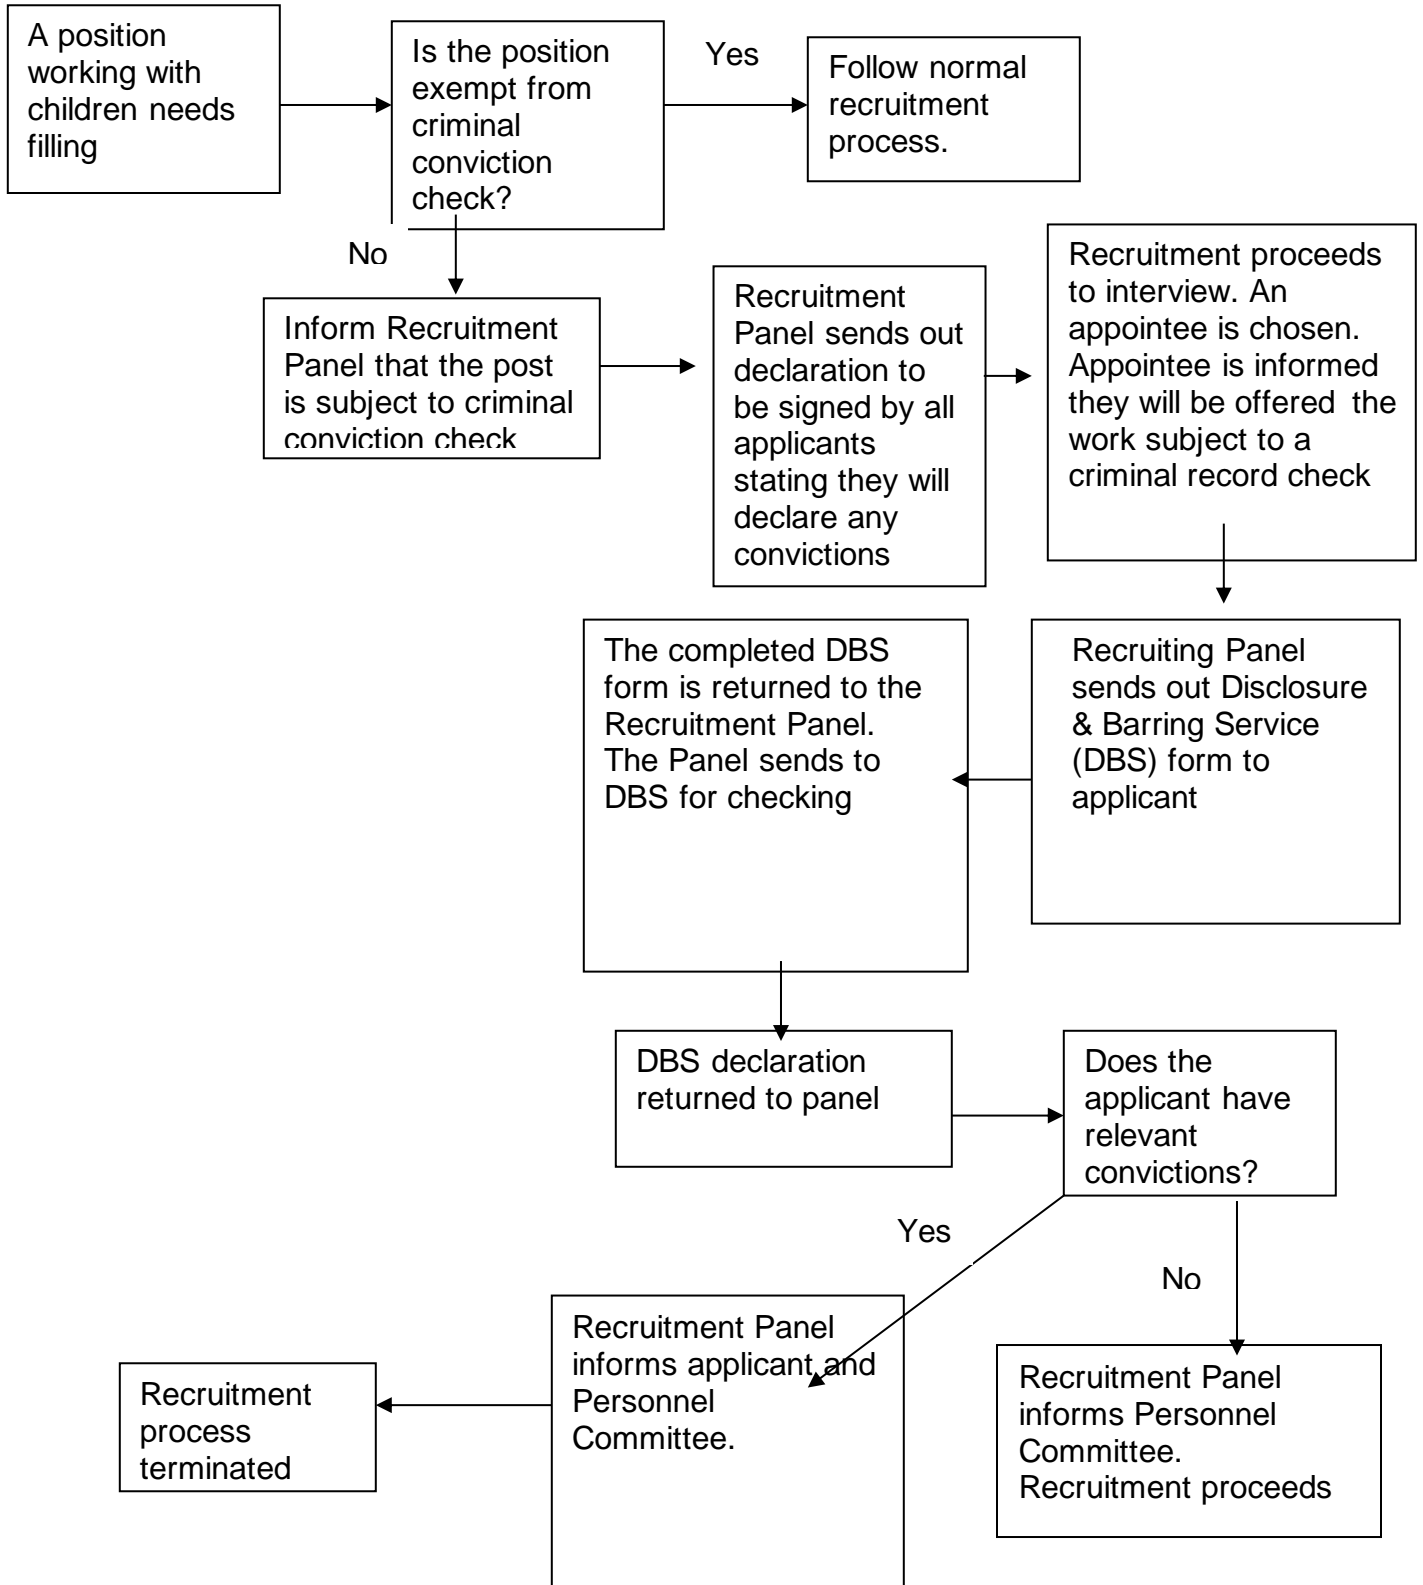 A position
working with
children needs
filling
Is the position
exempt from
criminal
conviction
check?
Yes
Follow normal
recruitment
process.
No
Inform Recruitment
Panel that the post
is subject to criminal
conviction check
Recruitment
Panel sends out
declaration to
be signed by all
applicants
stating they will
declare any
convictions
Recruitment proceeds
to interview. An
appointee is chosen.
Appointee is informed
they will be offered the
work subject to a
criminal record check
Recruiting Panel
sends out Disclosure
& Barring Service
(DBS) form to
applicant
The completed DBS
form is returned to the
Recruitment Panel.
The Panel sends to
DBS for checking
DBS declaration
returned to panel
Does the
applicant have
relevant
convictions?
Yes
No
Recruitment Panel
informs applicant and
Personnel
Committee.
Recruitment
process
terminated
Recruitment Panel
informs Personnel
Committee.
Recruitment proceeds